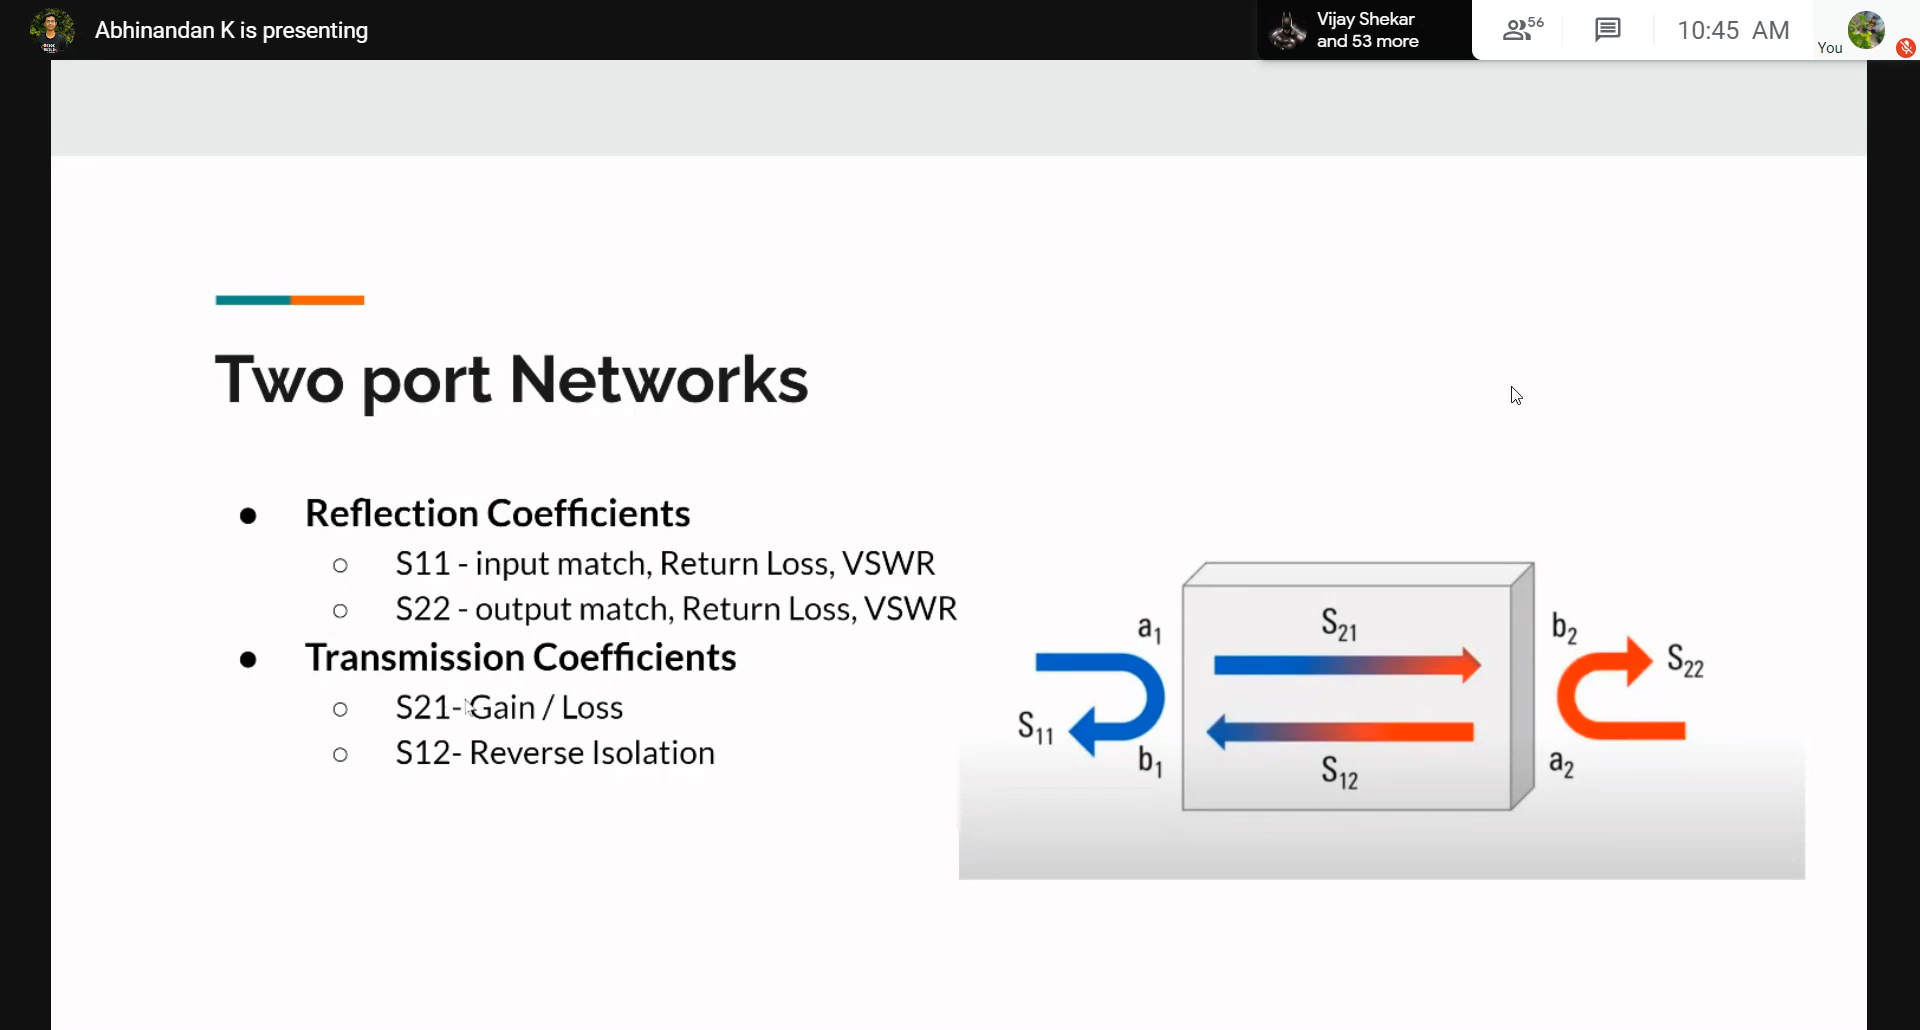 Abhinandan K is presenting
Vijay Shekar
and 53 more
56
10:45 AM
You
Two port Networks
● Reflection Coefficients
○ S11 - input match, Return Loss, VSWR
○ S22 - output match, Return Loss, VSWR
● Transmission Coefficients
○ S21- Gain / Loss
○ S12- Reverse Isolation
a1
S21
b2
S22
S11
b1
S12
a2